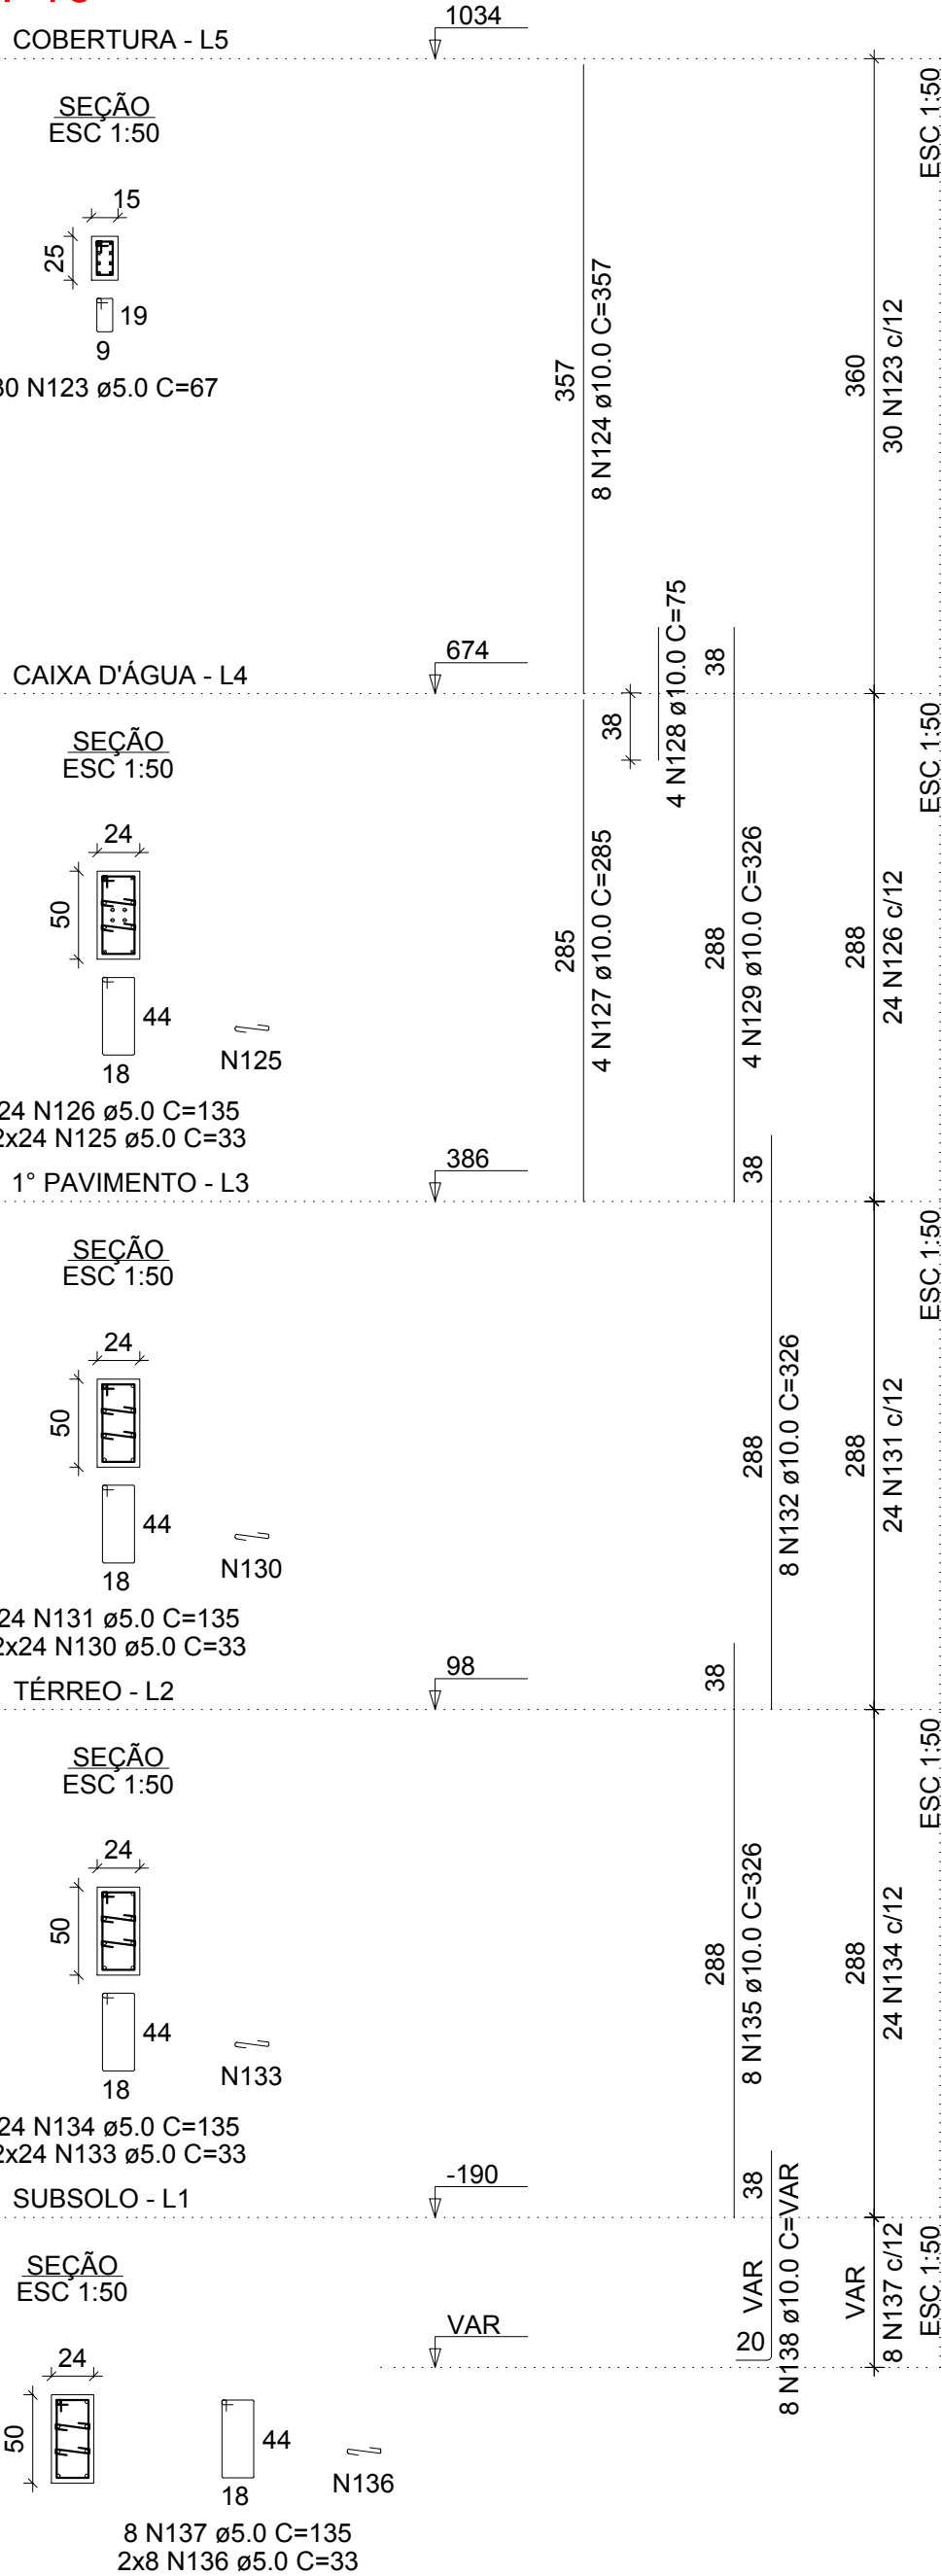 COBERTURA - L5
1034
ESC 1:50
SEÇÃO
ESC 1:50
15
25
19
9
30 N123 ø5.0 C=67
357
8 N124 ø10.0 C=357
360
30 N123 c/12
CAIXA D'ÁGUA - L4
674
38
4 N128 ø10.0 C=75
38
ESC 1:50
SEÇÃO
ESC 1:50
24
50
44
18
N125
24 N126 ø5.0 C=135
2x24 N125 ø5.0 C=33
285
4 N127 ø10.0 C=285
288
4 N129 ø10.0 C=326
288
24 N126 c/12
1° PAVIMENTO - L3
386
38
ESC 1:50
SEÇÃO
ESC 1:50
24
50
44
18
N130
24 N131 ø5.0 C=135
2x24 N130 ø5.0 C=33
288
8 N132 ø10.0 C=326
288
24 N131 c/12
TÉRREO - L2
98
38
ESC 1:50
SEÇÃO
ESC 1:50
24
50
44
18
N133
24 N134 ø5.0 C=135
2x24 N133 ø5.0 C=33
288
8 N135 ø10.0 C=326
288
24 N134 c/12
SUBSOLO - L1
-190
38
ESC 1:50
SEÇÃO
ESC 1:50
VAR
VAR
20
8 N138 ø10.0 C=VAR
VAR
8 N137 c/12
24
50
44
18
N136
8 N137 ø5.0 C=135
2x8 N136 ø5.0 C=33